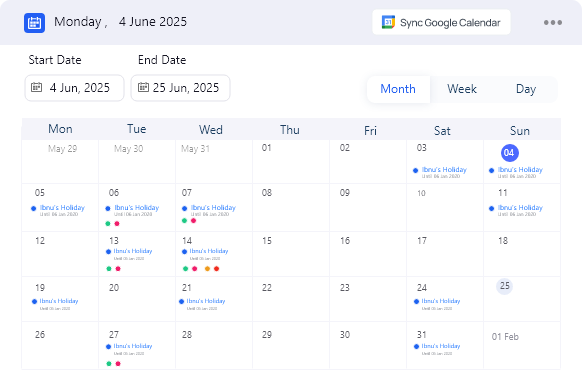 Monday , 4 June 2025
Sync Google Calendar
Start Date End Date
4 Jun, 2025 25 Jun, 2025
Month Week Day
Mon Tue Wed Thu Fri Sat Sun
May 29 May 30 May 31 01 02 03 04
Ibnu's Holiday Ibnu's Holiday
Until 06 Jan 2020 Until 06 Jan 2020
05 06 07 08 09 10 11
Ibnu's Holiday Ibnu's Holiday Ibnu's Holiday Ibnu's Holiday
Until 06 Jan 2020 Until 06 Jan 2020 Until 06 Jan 2020 Until 06 Jan 2020
12 13 14 15 16 17 18
Ibnu's Holiday Ibnu's Holiday
Until 06 Jan 2020 Until 06 Jan 2020
19 20 21 22 23 24 25
Ibnu's Holiday Ibnu's Holiday Ibnu's Holiday
Until 06 Jan 2020 Until 06 Jan 2020 Until 06 Jan 2020
26 27 28 29 30 31 01 Feb
Ibnu's Holiday Ibnu's Holiday
Until 06 Jan 2020 Until 06 Jan 2020